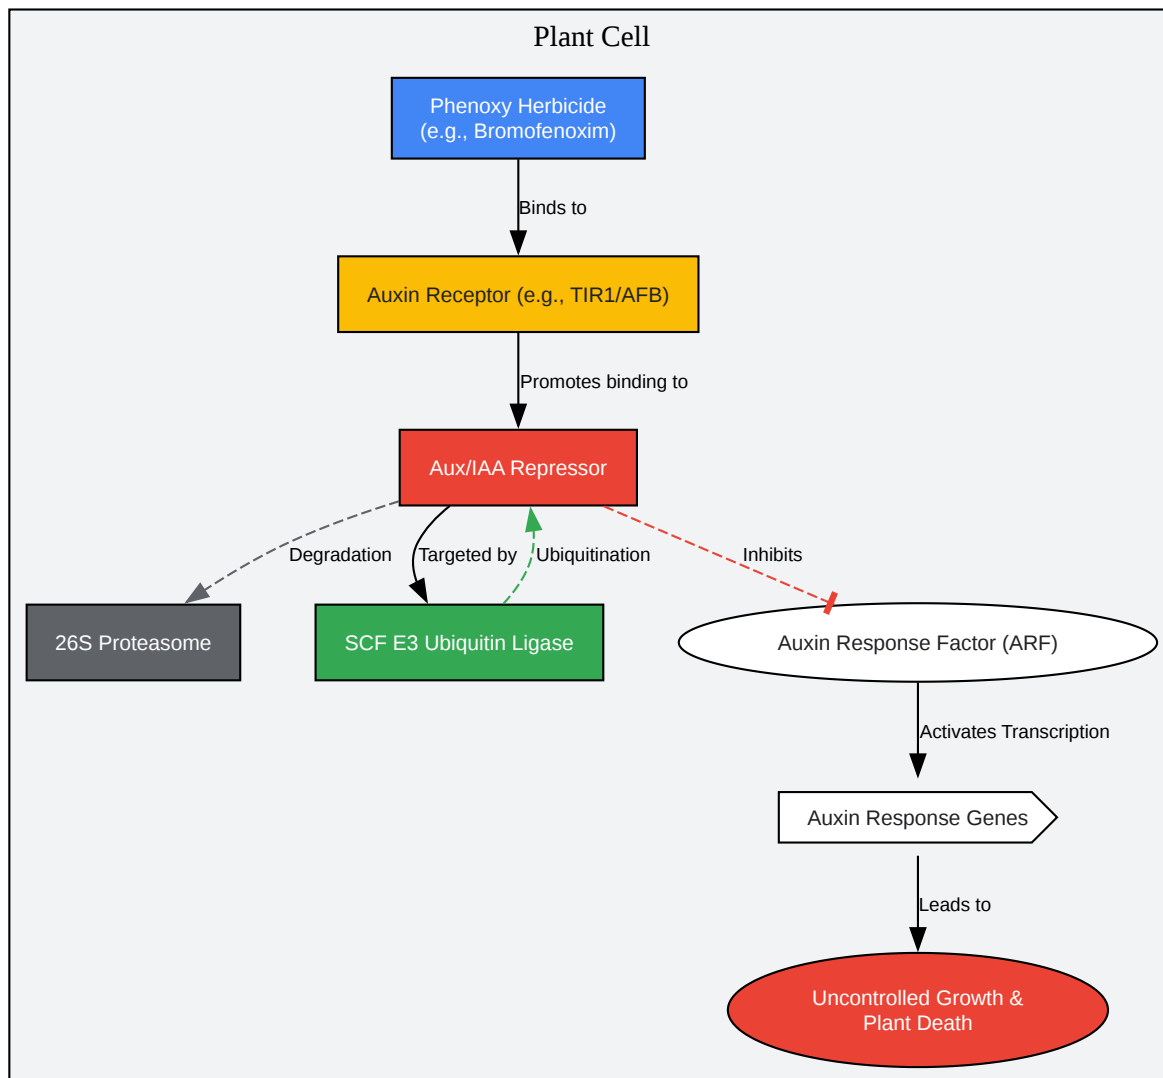 Plant Cell
Phenoxy Herbicide
(e.g., Bromofenoxim)
Binds to
Auxin Receptor (e.g., TIR1/AFB)
Promotes binding to
Aux/IAA Repressor
Degradation
Targeted by
Ubiquitination
Inhibits
26S Proteasome
SCF E3 Ubiquitin Ligase
Auxin Response Factor (ARF)
Activates Transcription
Auxin Response Genes
Leads to
Uncontrolled Growth &
Plant Death